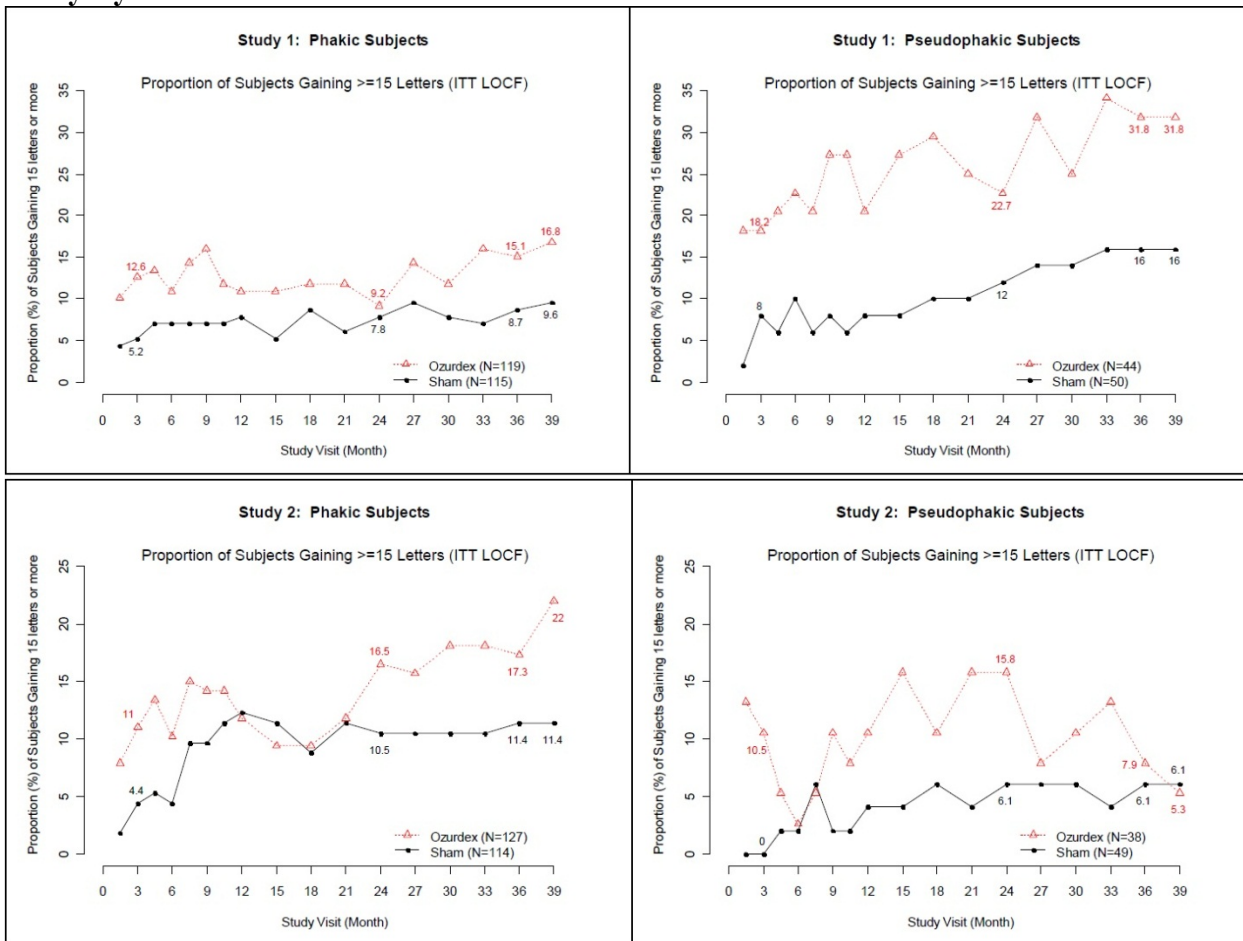 Study 1: Phakic Subjects
Proportion of Subjects Gaining >=15 Letters (ITT LOCF)
Proportion (%) of Subjects Gaining 15 letters or more
35
30
25
20
15
10
5
0
12.6
5.2
9.2
7.8
15.1
16.8
8.7
9.6
Ozurdex (N=119)
Sham (N=115)
0 3 6 9 12 15 18 21 24 27 30 33 36 39
Study Visit (Month)
Study 1: Pseudophakic Subjects
Proportion of Subjects Gaining >=15 Letters (ITT LOCF)
Proportion (%) of Subjects Gaining 15 letters or more
35
30
25
20
15
10
5
0
18.2
8
22.7
12
31.8
31.8
16
16
Ozurdex (N=44)
Sham (N=50)
0 3 6 9 12 15 18 21 24 27 30 33 36 39
Study Visit (Month)
Study 2: Phakic Subjects
Proportion of Subjects Gaining >=15 Letters (ITT LOCF)
Proportion (%) of Subjects Gaining 15 letters or more
25
20
15
10
5
0
11
4.4
16.5
10.5
17.3
22
11.4
11.4
Ozurdex (N=127)
Sham (N=114)
0 3 6 9 12 15 18 21 24 27 30 33 36 39
Study Visit (Month)
Study 2: Pseudophakic Subjects
Proportion of Subjects Gaining >=15 Letters (ITT LOCF)
Proportion (%) of Subjects Gaining 15 letters or more
25
20
15
10
5
0
10.5
0
15.8
6.1
7.9
6.1
6.1
5.3
Ozurdex (N=38)
Sham (N=49)
0 3 6 9 12 15 18 21 24 27 30 33 36 39
Study Visit (Month)